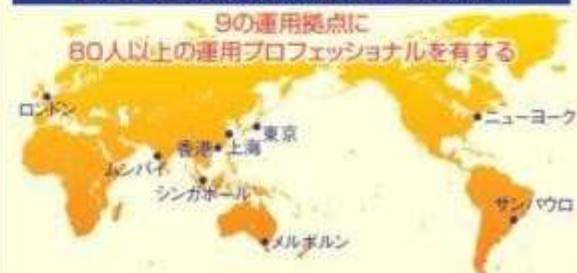 9の運用拠点に
80人以上の運用プロフェッショナルを有する
ロンドン
ニューヨーク
東京
香港
上海
ムンバイ
シンガポール
サンパウロ
メルボルン